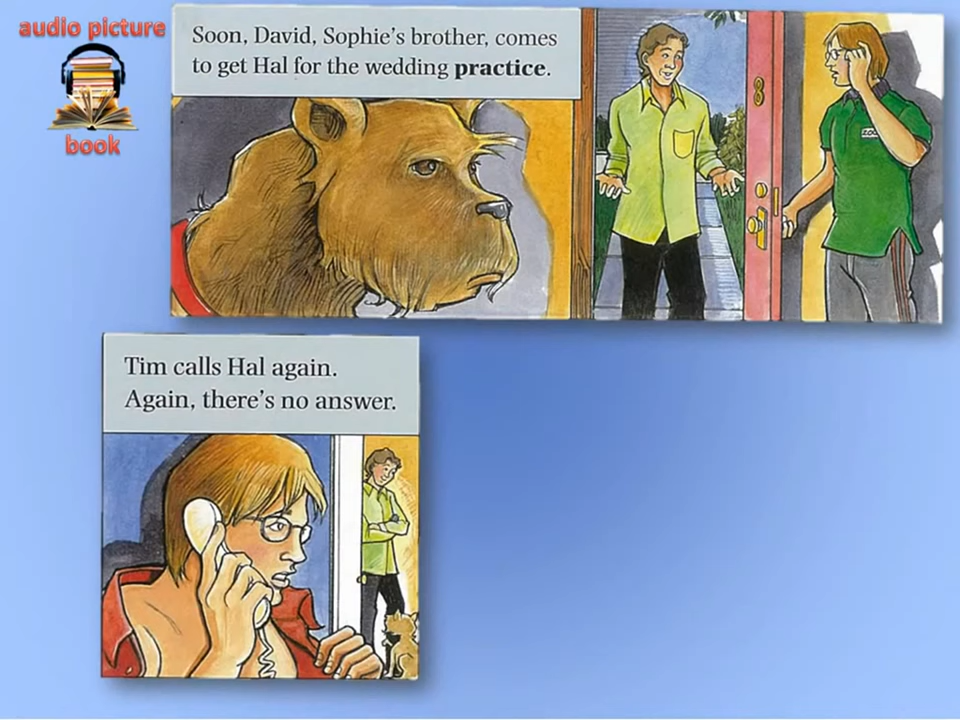 audio picture
book
Soon, David, Sophie's brother, comes
to get Hal for the wedding practice.
8
Tim calls Hal again.
Again, there's no answer.